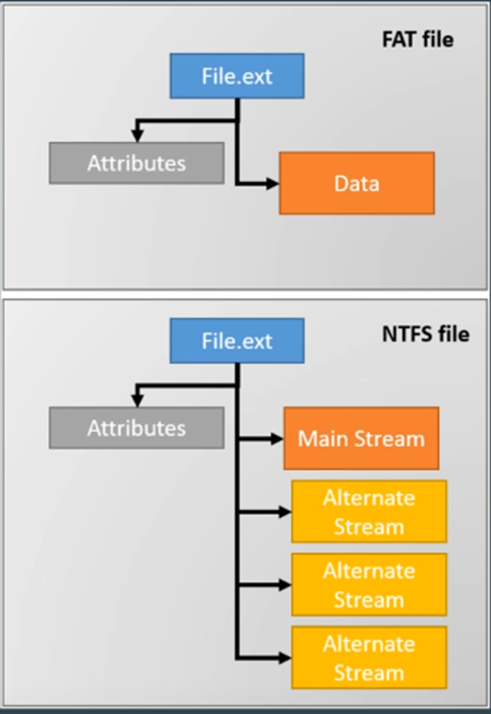 FAT file
File.ext
Attributes
Data
NTFS file
File.ext
Attributes
Main Stream
Alternate
Stream
Alternate
Stream
Alternate
Stream